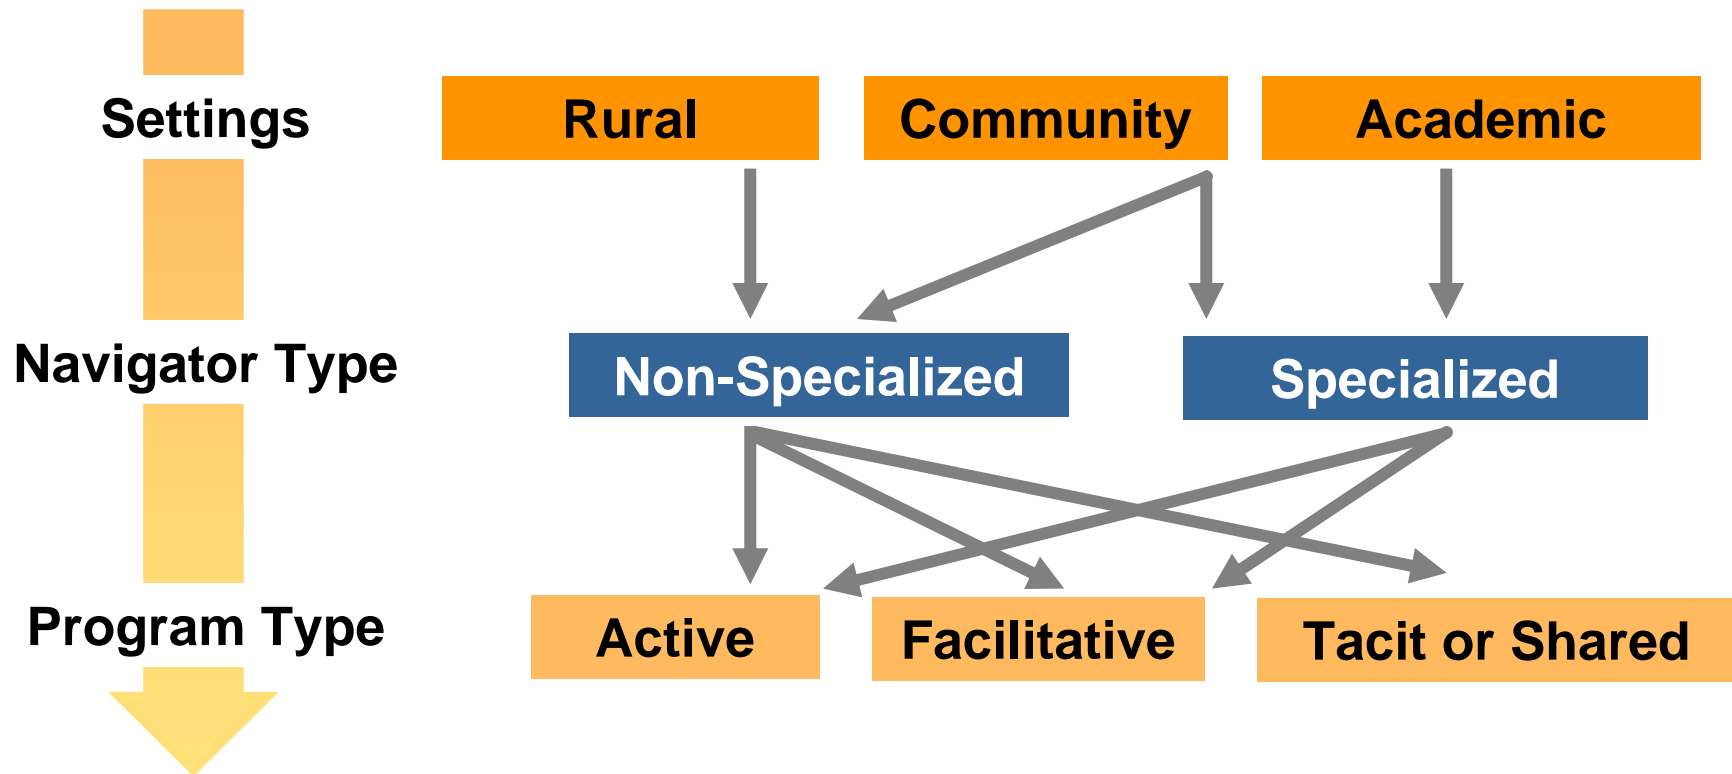 Settings
Rural
Community
Academic
Navigator Type
Non-Specialized
Specialized
Program Type
Active
Facilitative
Tacit or Shared